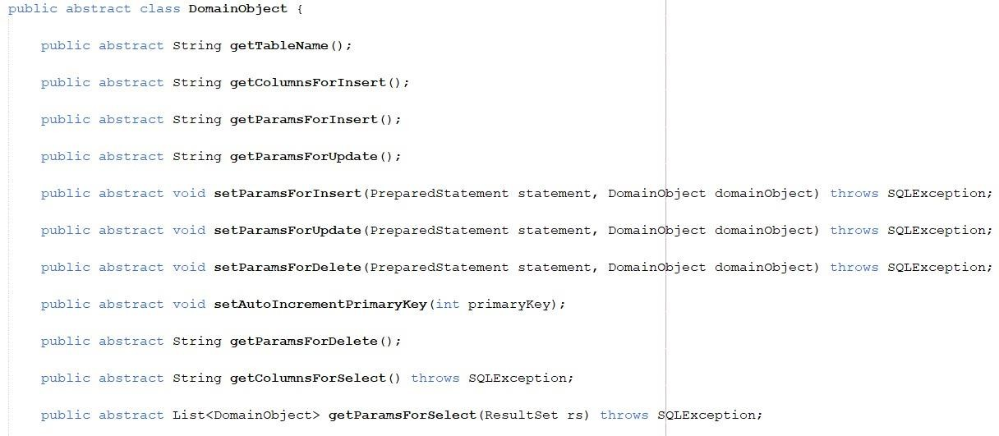 public abstract class DomainObject {
public abstract String getTableName();
public abstract String getColumnsForInsert();
public abstract String getParamsForInsert();
public abstract String getParamsForUpdate();
public abstract void setParamsForInsert(PreparedStatement statement, DomainObject domainObject) throws SQLException;
public abstract void setParamsForUpdate(PreparedStatement statement, DomainObject domainObject) throws SQLException;
public abstract void setParamsForDelete(PreparedStatement statement, DomainObject domainObject) throws SQLException;
public abstract void setAutoIncrementPrimaryKey(int primaryKey);
public abstract String getParamsForDelete();
public abstract String getColumnsForSelect() throws SQLException;
public abstract List<DomainObject> getParamsForSelect(ResultSet rs) throws SQLException;